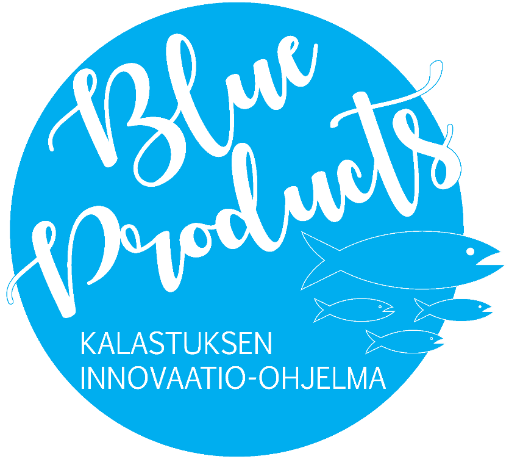 Blue
Products
KALASTUKSEN
INNOVAATIO-OHJELMA